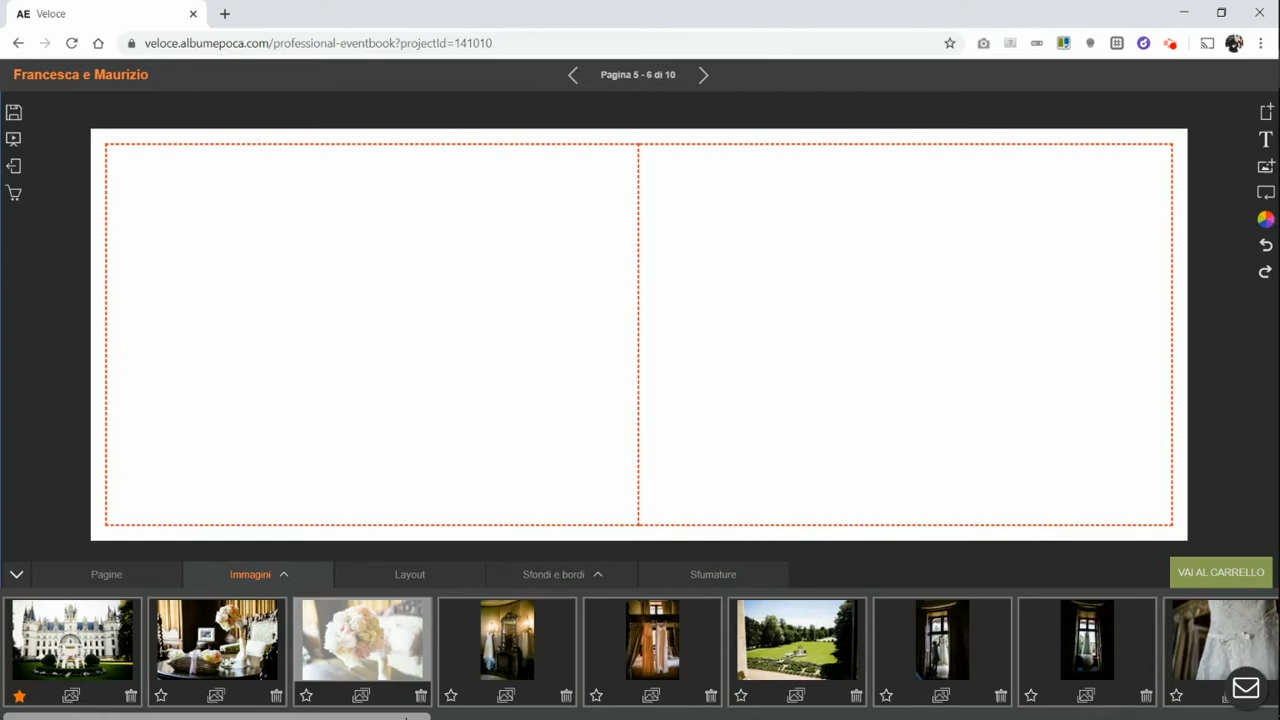 AE Veloce
veloce.albumepoca.com/professional-eventbook?projectId=141010
Francesca e Maurizio
Pagina 5 - 6 di 10
T
Pagine
Immagini
Layout
Sfondi e bordi
Sfumature
VAI AL CARRELLO